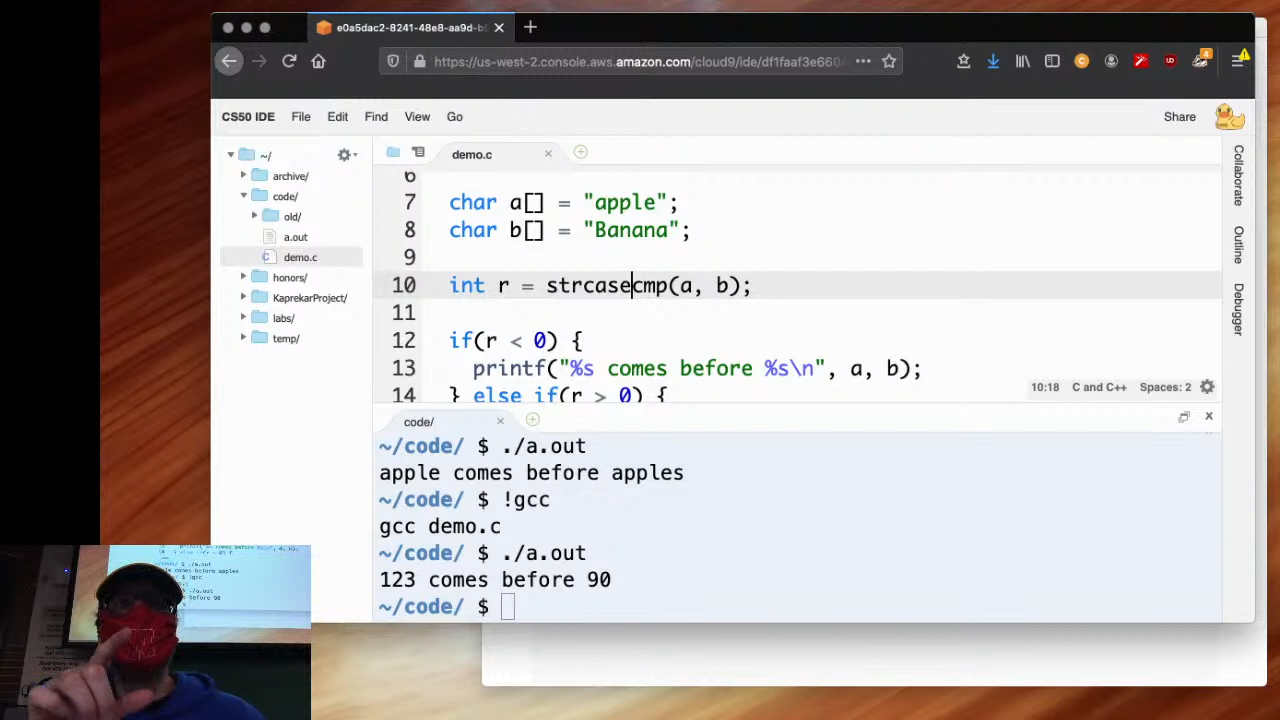 e0a5dac2-8241-48e8-aa9d-b
https://us-west-2.console.aws.amazon.com/cloud9/ide/df1faaf3e6604
4
CS50 IDE File Edit Find View Go Share
~/
archive/
code/
old/
a.out
demo.c
honors/
KaprekarProject/
labs/
temp/
demo.c
6
7 char a[] = "apple";
8 char b[] = "Banana";
9
10 int r = strcasecmp(a, b);
11
12 if(r < 0) {
13 printf("%s comes before %s\n", a, b);
14 } else if(r > 0) {
10:18 C and C++ Spaces: 2
Collaborate
Outline
Debugger
code/
~/code/ $ ./a.out
apple comes before apples
~/code/ $ !gcc
gcc demo.c
~/code/ $ ./a.out
123 comes before 90
~/code/ $